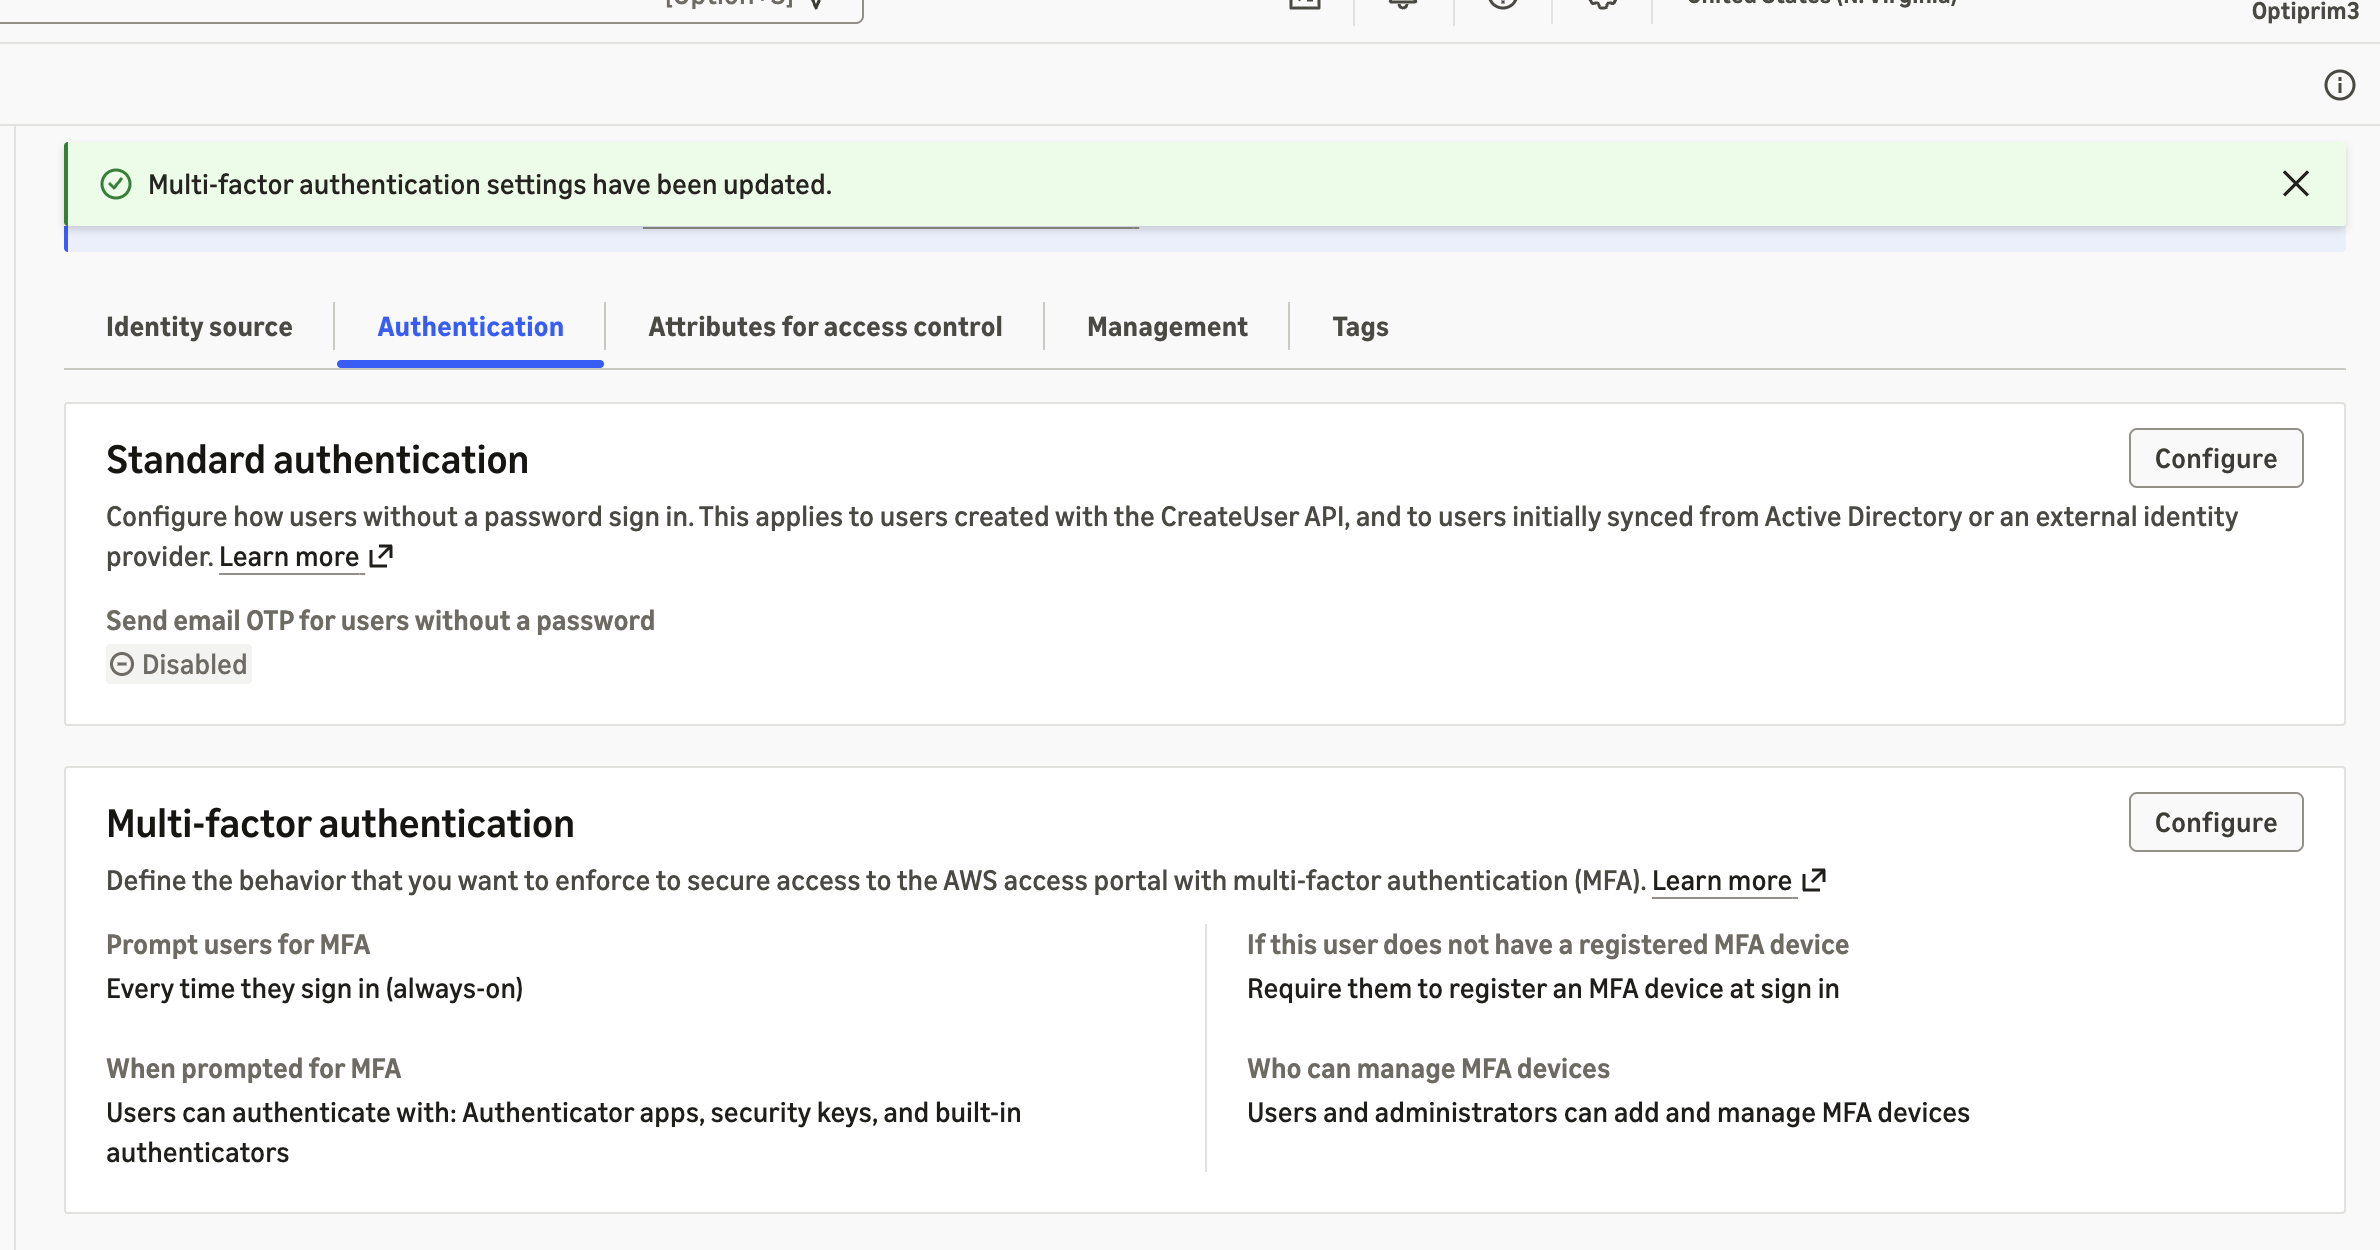 [Option+S]
United States (N. Virginia)
Optiprim3
Multi-factor authentication settings have been updated.
Identity source
Authentication
Attributes for access control
Management
Tags
Standard authentication
Configure
Configure how users without a password sign in. This applies to users created with the CreateUser API, and to users initially synced from Active Directory or an external identity
provider. Learn more
Send email OTP for users without a password
Disabled
Multi-factor authentication
Configure
Define the behavior that you want to enforce to secure access to the AWS access portal with multi-factor authentication (MFA). Learn more
Prompt users for MFA
Every time they sign in (always-on)
If this user does not have a registered MFA device
Require them to register an MFA device at sign in
When prompted for MFA
Users can authenticate with: Authenticator apps, security keys, and built-in
authenticators
Who can manage MFA devices
Users and administrators can add and manage MFA devices